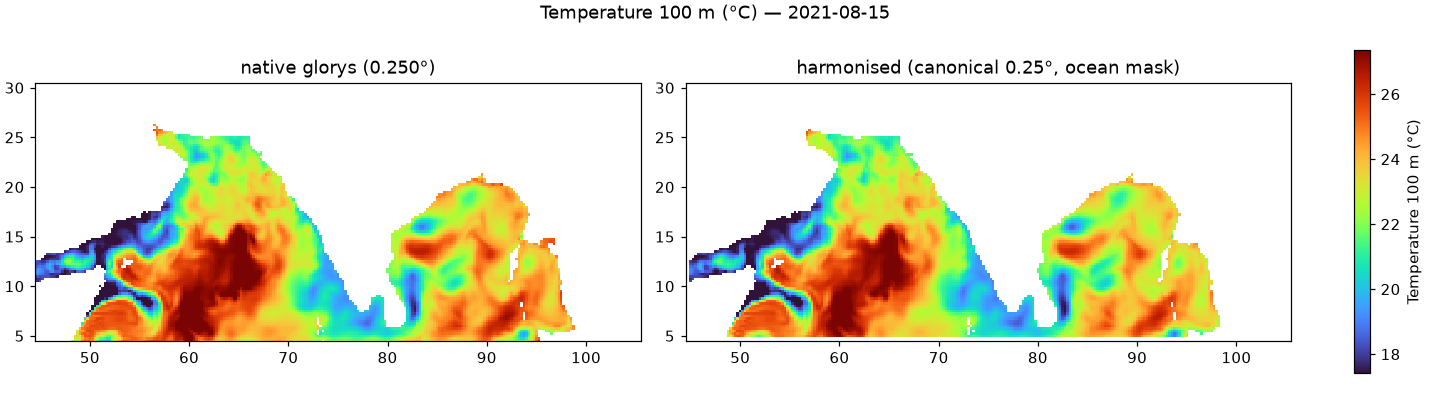 Temperature 100 m (°C) — 2021-08-15
native glorys (0.250°)
harmonised (canonical 0.25°, ocean mask)
30
25
20
15
10
5
50 60 70 80 90 100
30
25
20
15
10
5
50 60 70 80 90 100
26
24
22
20
18
Temperature 100 m (°C)